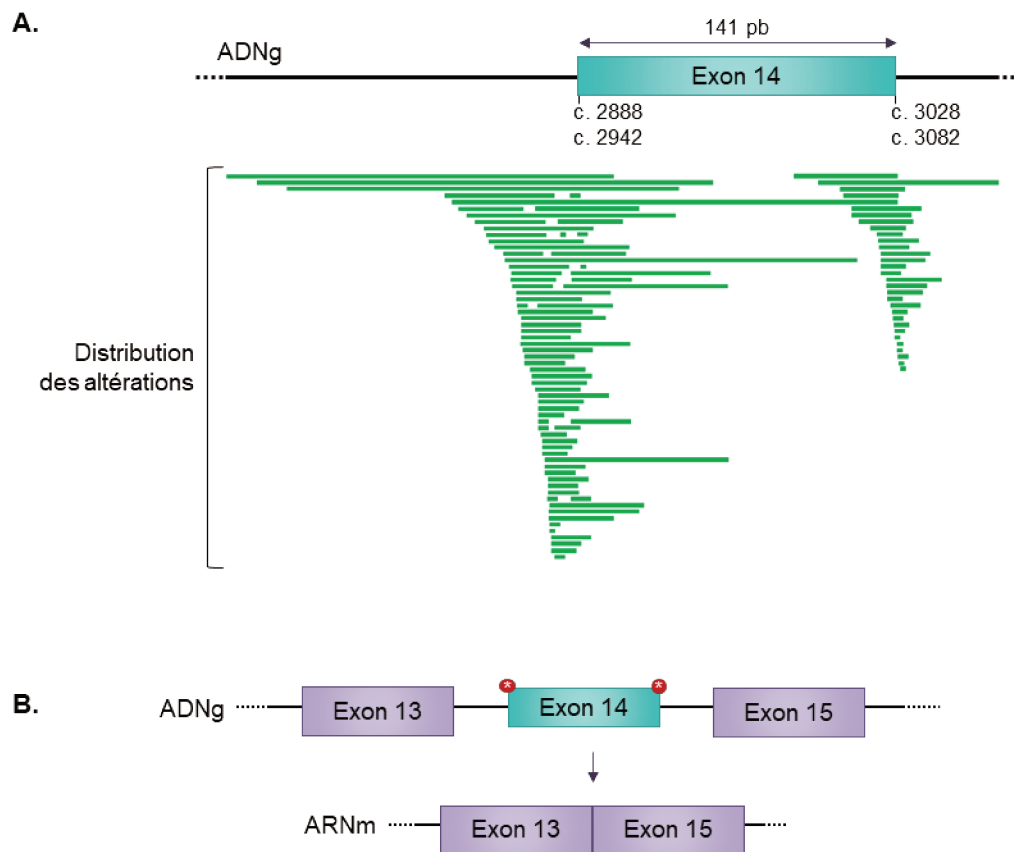 A.
141 pb
ADNg
Exon 14
c. 2888
c. 3028
c. 2942
c. 3082
Distribution
des altérations
B.
ADNg
Exon 13
*
Exon 14
*
Exon 15
ARNm
Exon 13
Exon 15